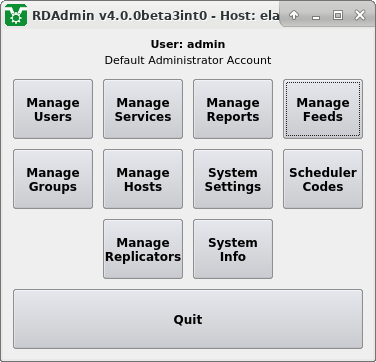 RDAdmin v4.0.0beta3int0 - Host: ela
User: admin
Default Administrator Account
Manage Users
Manage Services
Manage Reports
Manage Feeds
Manage Groups
Manage Hosts
System Settings
Scheduler Codes
Manage Replicators
System Info
Quit